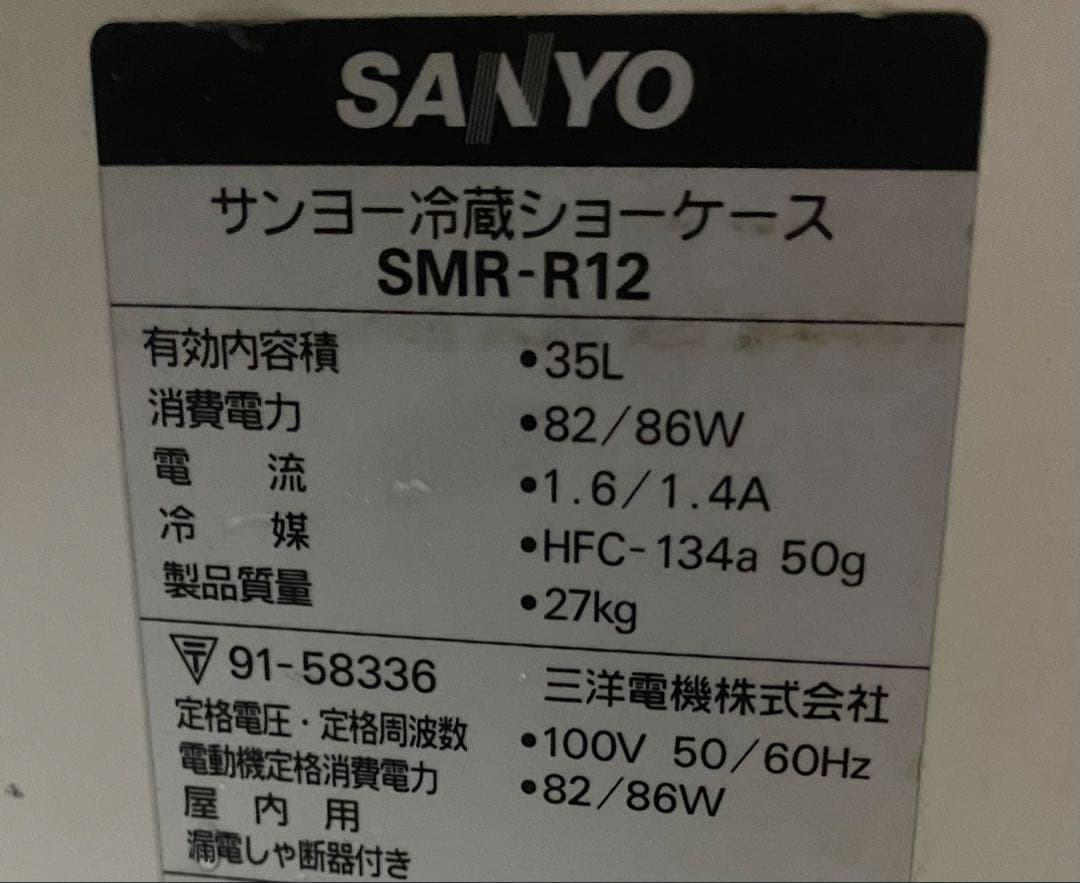 SANYO
サンヨー冷蔵ショーケース
SMR-R12
有効内容積 •35L
消費電力 •82/86W
電流 •1.6/1.4A
冷媒 •HFC-134a 50g
製品質量 •27kg
〒 91-58336 三洋電機株式会社
定格電圧・定格周波数 •100V 50/60Hz
電動機定格消費電力 •82/86W
屋内用
漏電しゃ断器付き